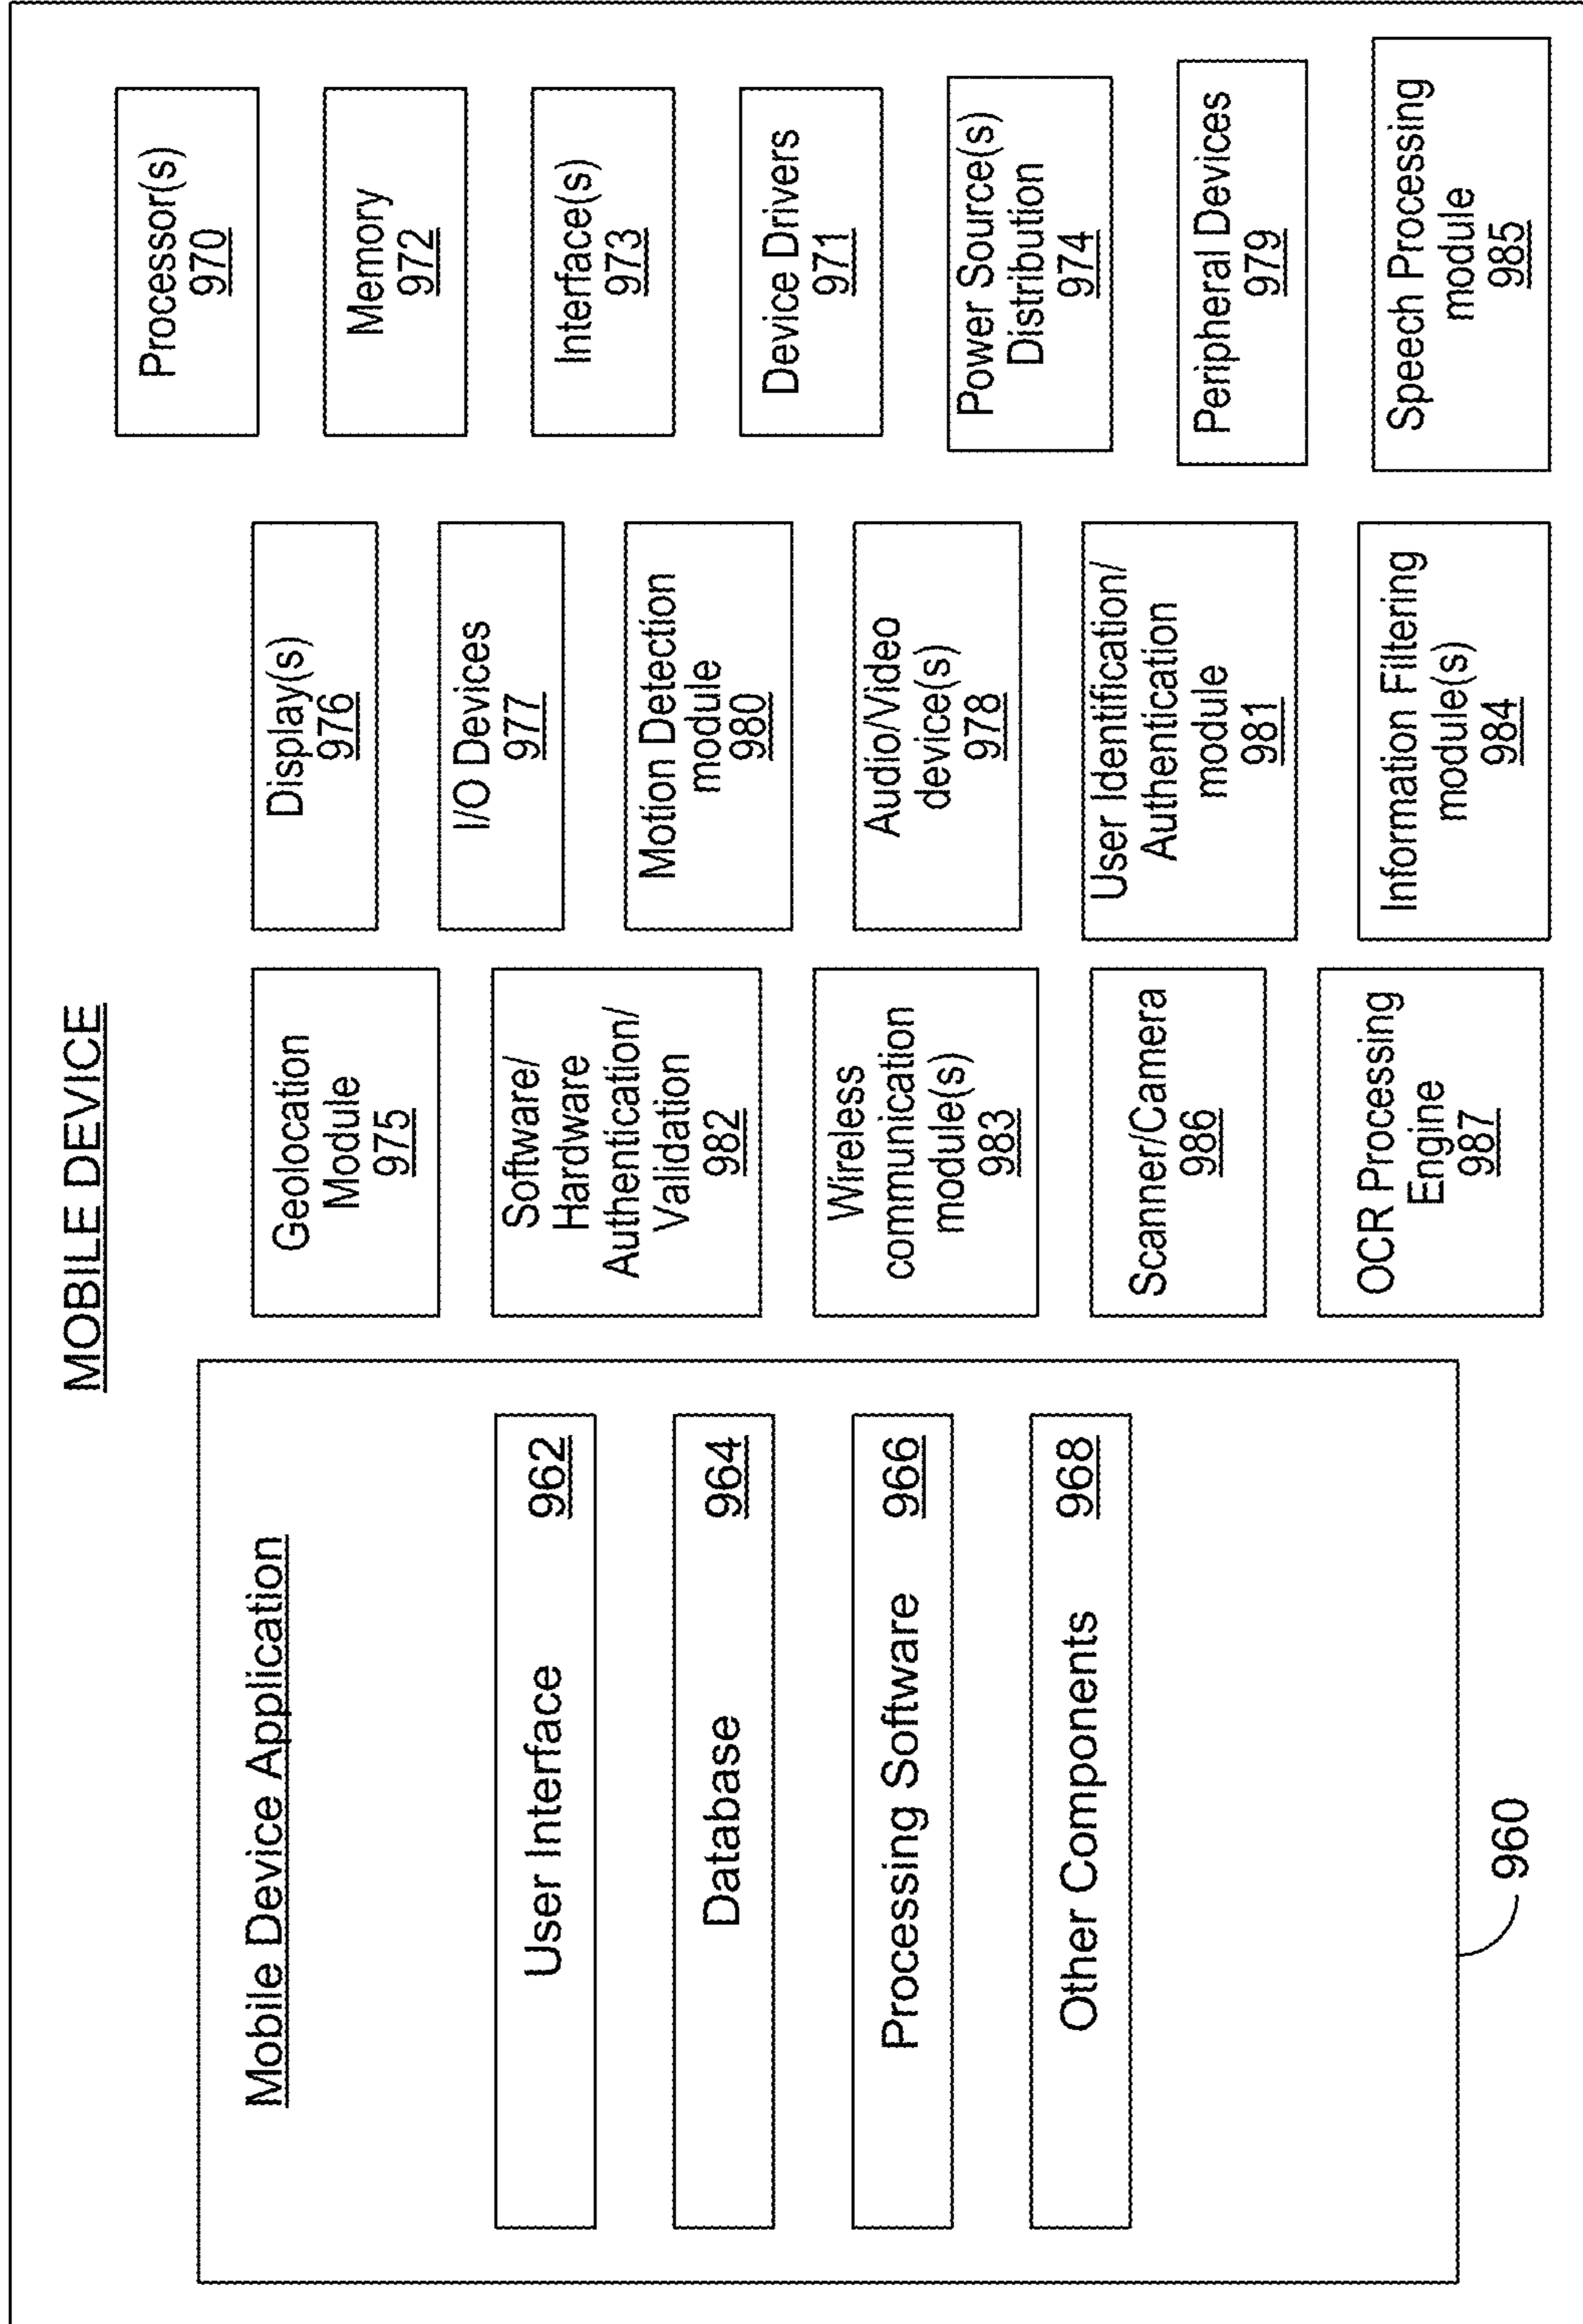 MOBILE DEVICE
Mobile Device Application
User Interface 962
Database 964
Processing Software 966
Other Components 968
960
Geolocation
Module
975
Software/
Hardware
Authentication/
Validation
982
Wireless
communication
module(s)
983
Scanner/Camera
986
OCR Processing
Engine
987
Display(s)
976
I/O Devices
977
Motion Detection
module
980
Audio/Video
device(s)
978
User Identification/
Authentication
module
981
Information Filtering
module(s)
984
Processor(s)
970
Memory
972
Interface(s)
973
Device Drivers
971
Power Source(s)
Distribution
974
Peripheral Devices
979
Speech Processing
module
985